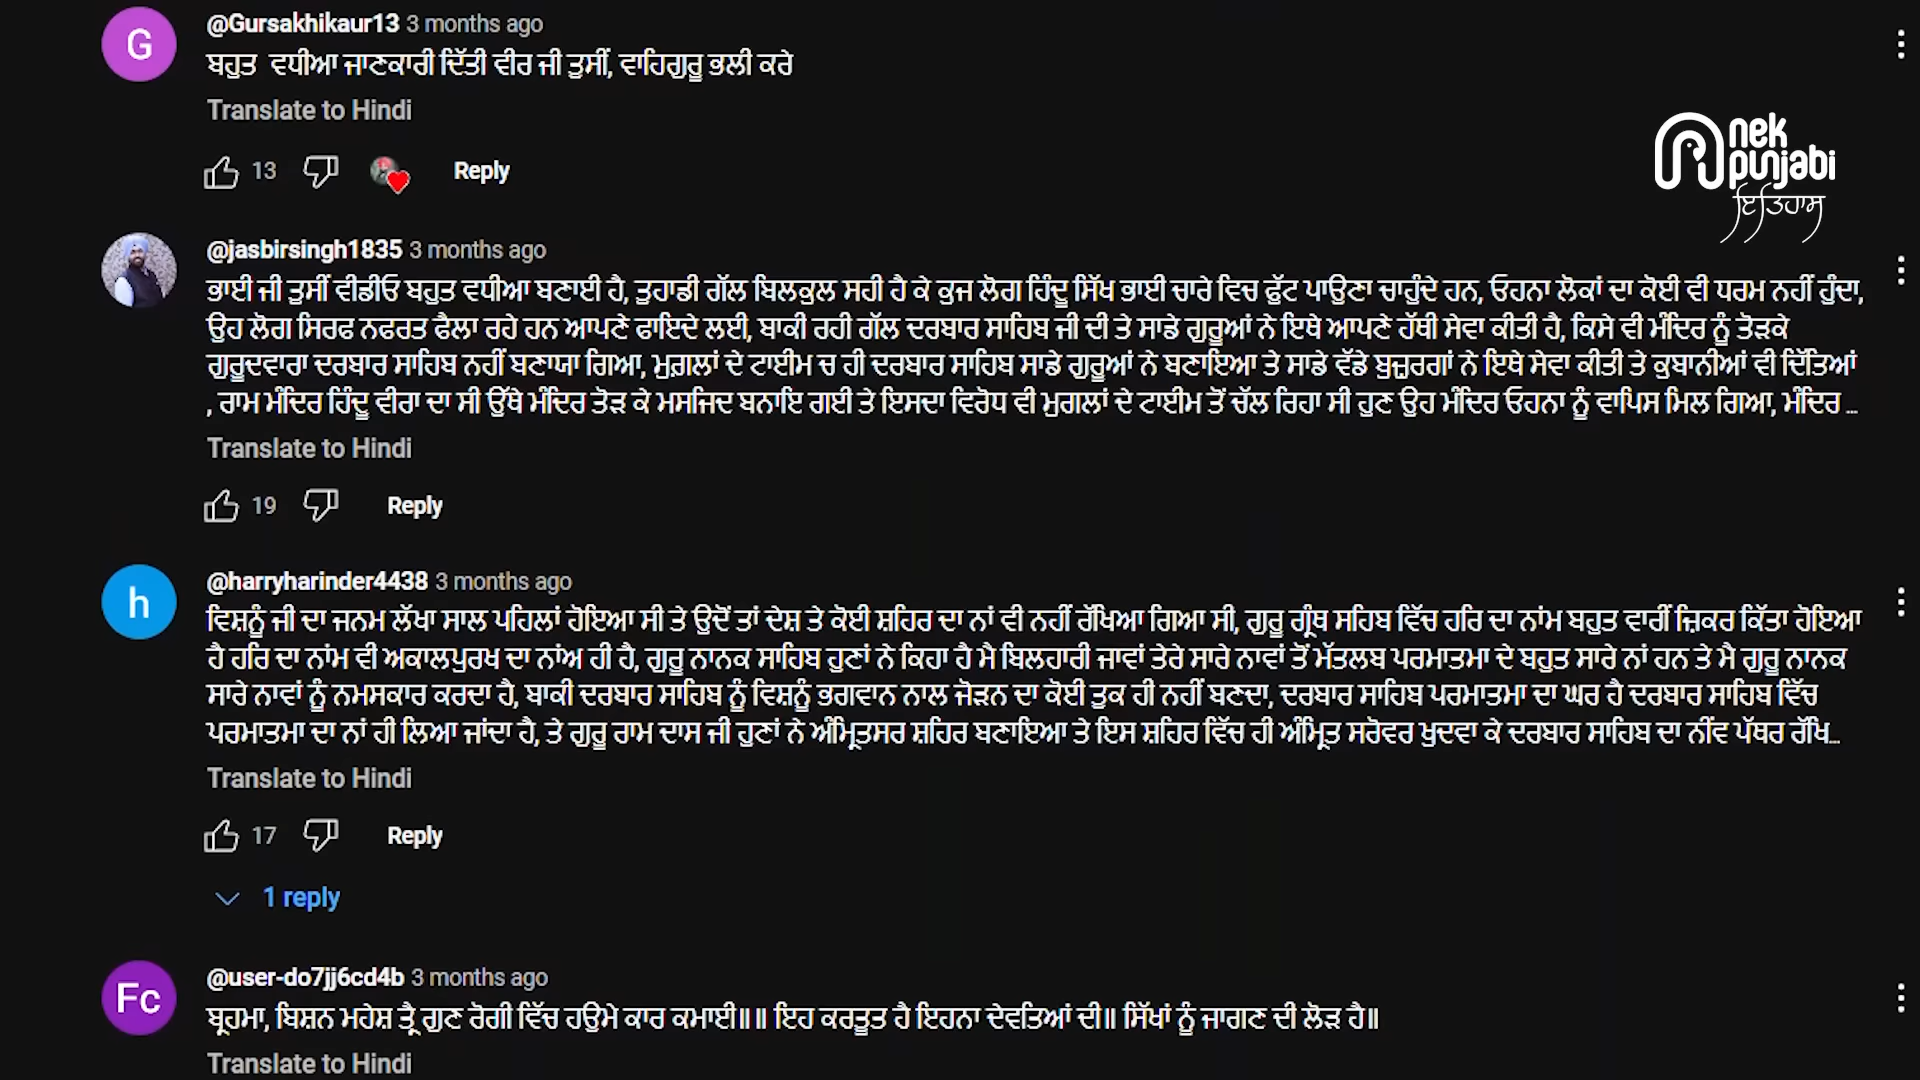 @Gursakhikaur13 3 months ago
ਬਹੁਤ ਵਧੀਆ ਜਾਣਕਾਰੀ ਦਿੱਤੀ ਵੀਰ ਜੀ ਤੁਸੀਂ, ਵਾਹਿਗੁਰੂ ਭਲੀ ਕਰੇ
Translate to Hindi
13 Reply
nek
punjabi
ਇਤਿਹਾਸ
@jasbirsingh1835 3 months ago
ਭਾਈ ਜੀ ਤੁਸੀਂ ਵੀਡੀਓ ਬਹੁਤ ਵਧੀਆ ਬਣਾਈ ਹੈ, ਤੁਹਾਡੀ ਗੱਲ ਬਿਲਕੁਲ ਸਹੀ ਹੈ ਕੇ ਕੁਜ ਲੋਗ ਹਿੰਦੂ ਸਿੱਖ ਭਾਈ ਚਾਰੇ ਵਿਚ ਫੁੱਟ ਪਾਉਣਾ ਚਾਹੁੰਦੇ ਹਨ, ਓਹਨਾ ਲੋਕਾਂ ਦਾ ਕੋਈ ਵੀ ਧਰਮ ਨਹੀਂ ਹੁੰਦਾ,
ਉਹ ਲੋਗ ਸਿਰਫ ਨਫਰਤ ਫੈਲਾ ਰਹੇ ਹਨ ਆਪਣੇ ਫਾਇਦੇ ਲਈ, ਬਾਕੀ ਰਹੀ ਗੱਲ ਦਰਬਾਰ ਸਾਹਿਬ ਜੀ ਦੀ ਤੇ ਸਾਡੇ ਗੁਰੂਆਂ ਨੇ ਇਥੇ ਆਪਣੇ ਹੱਥੀ ਸੇਵਾ ਕੀਤੀ ਹੈ, ਕਿਸੇ ਵੀ ਮੰਦਿਰ ਨੂੰ ਤੋੜਕੇ
ਗੁਰੂਦਵਾਰਾ ਦਰਬਾਰ ਸਾਹਿਬ ਨਹੀਂ ਬਣਾਯਾ ਗਿਆ, ਮੁਗ਼ਲਾਂ ਦੇ ਟਾਈਮ ਚ ਹੀ ਦਰਬਾਰ ਸਾਹਿਬ ਸਾਡੇ ਗੁਰੂਆਂ ਨੇ ਬਣਾਇਆ ਤੇ ਸਾਡੇ ਵੱਡੇ ਬੁਜ਼ੁਰਗਾਂ ਨੇ ਇਥੇ ਸੇਵਾ ਕੀਤੀ ਤੇ ਕੁਬਾਨੀਆਂ ਵੀ ਦਿੱਤਿਆਂ
, ਰਾਮ ਮੰਦਿਰ ਹਿੰਦੂ ਵੀਰਾ ਦਾ ਸੀ ਉੱਥੇ ਮੰਦਿਰ ਤੋੜ ਕੇ ਮਸਜਿਦ ਬਨਾਇ ਗਈ ਤੇ ਇਸਦਾ ਵਿਰੋਧ ਵੀ ਮੁਗਲਾਂ ਦੇ ਟਾਈਮ ਤੋਂ ਚੱਲ ਰਿਹਾ ਸੀ ਹੁਣ ਉਹ ਮੰਦਿਰ ਓਹਨਾ ਨੂੰ ਵਾਪਿਸ ਮਿਲ ਗਿਆ, ਮੰਦਿਰ ...
Translate to Hindi
19 Reply
@harryharinder4438 3 months ago
ਵਿਸ਼ਨੂੰ ਜੀ ਦਾ ਜਨਮ ਲੱਖਾ ਸਾਲ ਪਹਿਲਾਂ ਹੋਇਆ ਸੀ ਤੇ ਉਦੋਂ ਤਾਂ ਦੇਸ਼ ਤੇ ਕੋਈ ਸ਼ਹਿਰ ਦਾ ਨਾਂ ਵੀ ਨਹੀਂ ਰੱਖਿਆ ਗਿਆ ਸੀ, ਗੁਰੂ ਗ੍ਰੰਥ ਸਹਿਬ ਵਿੱਚ ਹਰਿ ਦਾ ਨਾਂਮ ਬਹੁਤ ਵਾਰੀਂ ਜ਼ਿਕਰ ਕਿੱਤਾ ਹੋਇਆ
ਹੈ ਹਰਿ ਦਾ ਨਾਂਮ ਵੀ ਅਕਾਲਪੁਰਖ ਦਾ ਨਾਂਅ ਹੀ ਹੈ, ਗੁਰੂ ਨਾਨਕ ਸਾਹਿਬ ਹੁਣਾਂ ਨੇ ਕਿਹਾ ਹੈ ਮੈ ਬਿਲਹਾਰੀ ਜਾਵਾਂ ਤੇਰੇ ਸਾਰੇ ਨਾਵਾਂ ਤੋਂ ਮੱਤਲਬ ਪਰਮਾਤਮਾ ਦੇ ਬਹੁਤ ਸਾਰੇ ਨਾਂ ਹਨ ਤੇ ਮੈ ਗੁਰੂ ਨਾਨਕ
ਸਾਰੇ ਨਾਵਾਂ ਨੂੰ ਨਮਸਕਾਰ ਕਰਦਾ ਹੈ, ਬਾਕੀ ਦਰਬਾਰ ਸਾਹਿਬ ਨੂੰ ਵਿਸ਼ਨੂੰ ਭਗਵਾਨ ਨਾਲ ਜੋੜਨ ਦਾ ਕੋਈ ਤੁਕ ਹੀ ਨਹੀਂ ਬਣਦਾ, ਦਰਬਾਰ ਸਾਹਿਬ ਪਰਮਾਤਮਾ ਦਾ ਘਰ ਹੈ ਦਰਬਾਰ ਸਾਹਿਬ ਵਿੱਚ
ਪਰਮਾਤਮਾ ਦਾ ਨਾਂ ਹੀ ਲਿਆ ਜਾਂਦਾ ਹੈ, ਤੇ ਗੁਰੂ ਰਾਮ ਦਾਸ ਜੀ ਹੁਣਾਂ ਨੇ ਅੰਮ੍ਰਿਤਸਰ ਸ਼ਹਿਰ ਬਣਾਇਆ ਤੇ ਇਸ ਸ਼ਹਿਰ ਵਿੱਚ ਹੀ ਅੰਮ੍ਰਿਤ ਸਰੋਵਰ ਖੁਦਵਾ ਕੇ ਦਰਬਾਰ ਸਾਹਿਬ ਦਾ ਨੀਂਵ ਪੱਥਰ ਰੱਖਿ...
Translate to Hindi
17 Reply
1 reply
@user-do7jj6cd4b 3 months ago
ਬ੍ਰਹਮਾ, ਬਿਸ਼ਨ ਮਹੇਸ਼ ਤ੍ਰੈ ਗੁਣ ਰੋਗੀ ਵਿੱਚ ਹਉਮੇ ਕਾਰ ਕਮਾਈ॥॥ ਇਹ ਕਰਤੂਤ ਹੈ ਇਹਨਾ ਦੇਵਤਿਆਂ ਦੀ॥ ਸਿੱਖਾਂ ਨੂੰ ਜਾਗਣ ਦੀ ਲੋੜ ਹੈ॥
Translate to Hindi